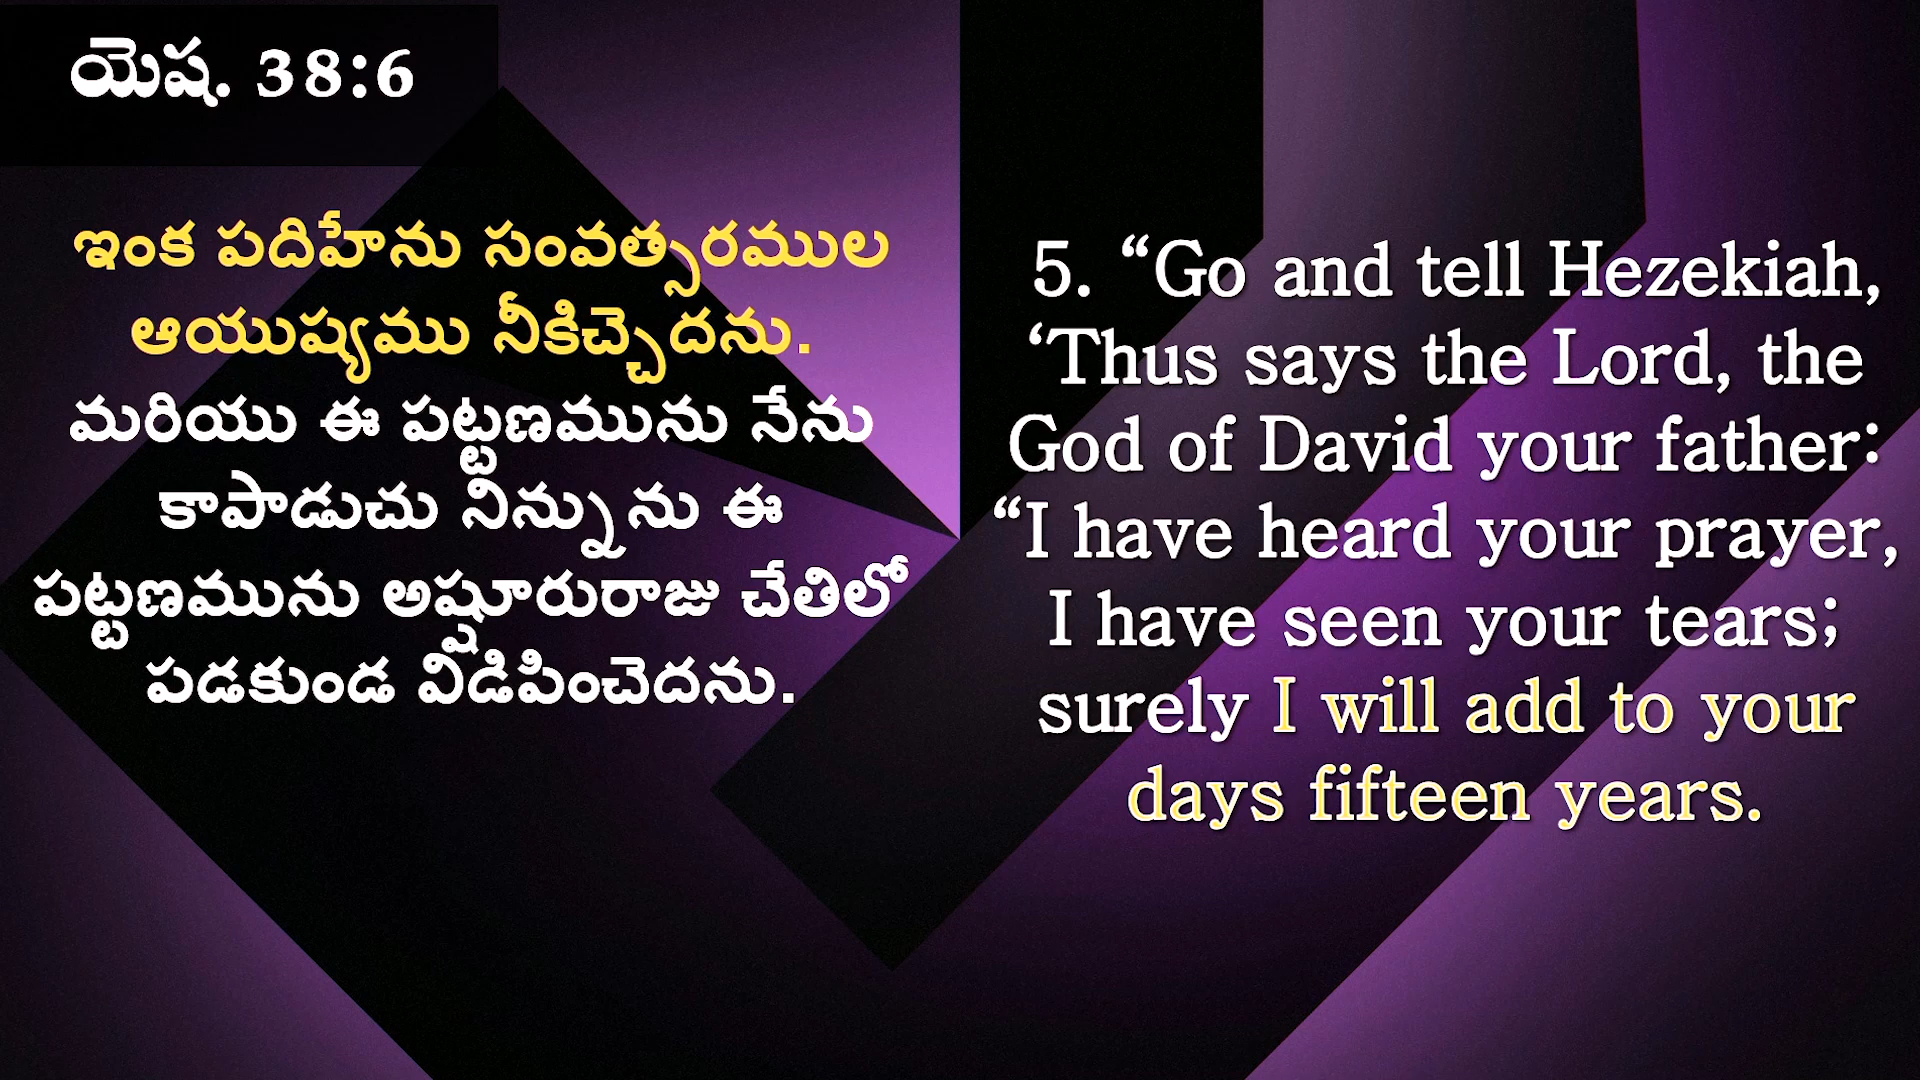 యెష. 38:6
ఇంక పదిహేను సంవత్సరముల
ఆయుష్యము నీకిచ్చెదను.
మరియు ఈ పట్టణమును నేను
కాపాడుచు నిన్నును ఈ
పట్టణమును అష్షూరురాజు చేతిలో
పడకుండ విడిపించెదను.
5. “Go and tell Hezekiah,
‘Thus says the Lord, the
God of David your father:
“I have heard your prayer,
I have seen your tears;
surely I will add to your
days fifteen years.